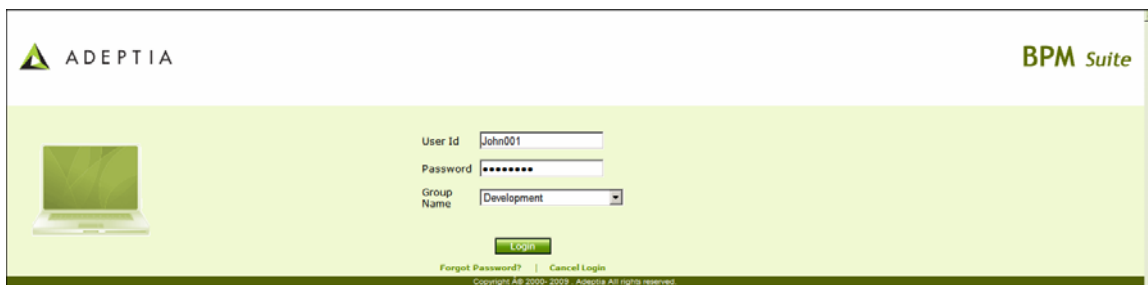 ADEPTIA
BPM Suite
User Id John001
Password ••••••••
Group
Name Development
Login
Forgot Password? | Cancel Login
Copyright Â® 2000- 2009 . Adeptia All rights reserved.